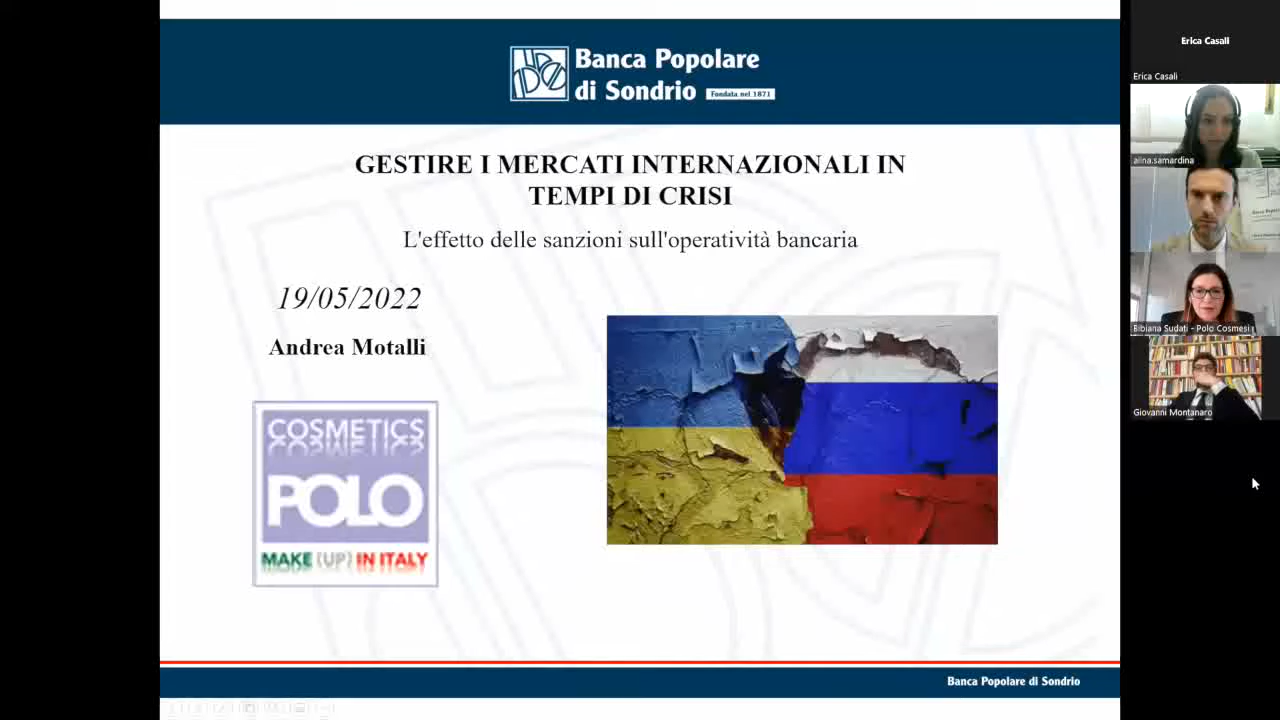 Banca Popolare
di Sondrio
Fondata nel 1871
GESTIRE I MERCATI INTERNAZIONALI IN
TEMPI DI CRISI
L'effetto delle sanzioni sull'operatività bancaria
19/05/2022
Andrea Motalli
COSMETICS
POLO
MAKE (UP) IN ITALY
Banca Popolare di Sondrio
Erica Casali
Erica Casali
alina.samardina
Bibiana Sudati - Polo Cosmesi
Giovanni Montanaro